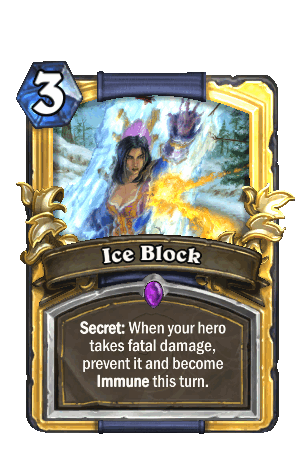 3
Ice Block
Secret: When your hero
takes fatal damage,
prevent it and become
Immune this turn.